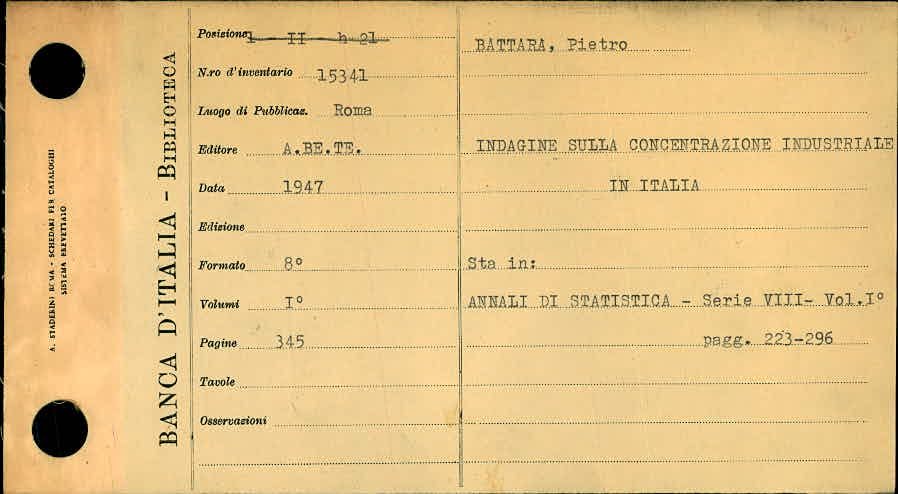 A. STADERINI ROMA - SCHEDARI PER CATALOGHI
SISTEMA BREVETTATO
BANCA D'ITALIA - BIBLIOTECA
Posizione 1 II h 21
N.ro d'inventario 15341
Luogo di Pubblicaz. Roma
Editore A.BE.TE.
Data 1947
Edizione
Formato 8°
Volumi I°
Pagine 345
Tavole
Osservazioni
BATTARA, Pietro
INDAGINE SULLA CONCENTRAZIONE INDUSTRIALE
IN ITALIA
Sta in:
ANNALI DI STATISTICA - Serie VIII- Vol.I°
pagg. 223-296